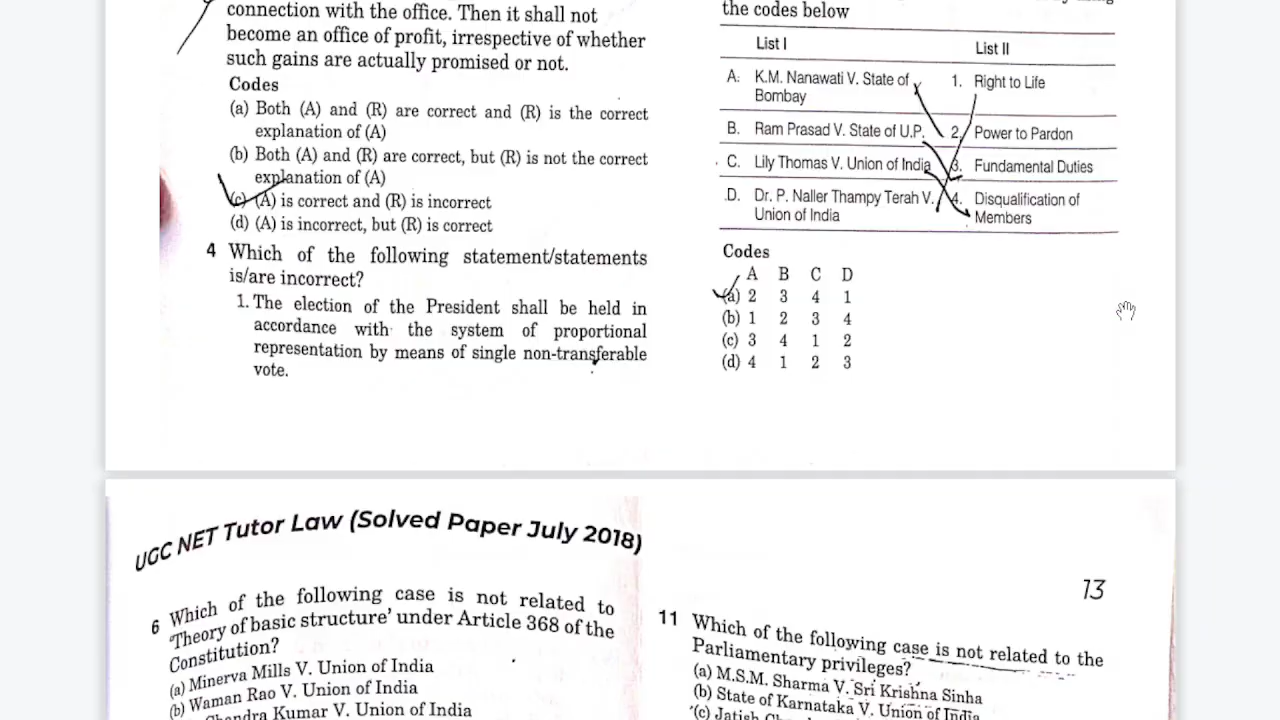 connection with the office. Then it shall not
become an office of profit, irrespective of whether
such gains are actually promised or not.
Codes
(a) Both (A) and (R) are correct and (R) is the correct
explanation of (A)
(b) Both (A) and (R) are correct, but (R) is not the correct
explanation of (A)
(c) (A) is correct and (R) is incorrect
(d) (A) is incorrect, but (R) is correct
4 Which of the following statement/statements
is/are incorrect?
1. The election of the President shall be held in
accordance with the system of proportional
representation by means of single non-transferable
vote.
the codes below
List I List II
A. K.M. Nanawati V. State of 1. Right to Life
Bombay
B. Ram Prasad V. State of U.P. 2. Power to Pardon
C. Lily Thomas V. Union of India 3. Fundamental Duties
D. Dr. P. Naller Thampy Terah V. 4. Disqualification of
Union of India Members
Codes
A B C D
(a) 2 3 4 1
(b) 1 2 3 4
(c) 3 4 1 2
(d) 4 1 2 3
UGC NET Tutor Law (Solved Paper July 2018)
13
6 Which of the following case is not related to
'Theory of basic structure' under Article 368 of the
Constitution?
(a) Minerva Mills V. Union of India
(b) Waman Rao V. Union of India
Kumar V. Union of India
11 Which of the following case is not related to the
Parliamentary privileges?
(a) M.S.M. Sharma V. Sri Krishna Sinha
(b) State of Karnataka V. Union of India
(c) Jatish